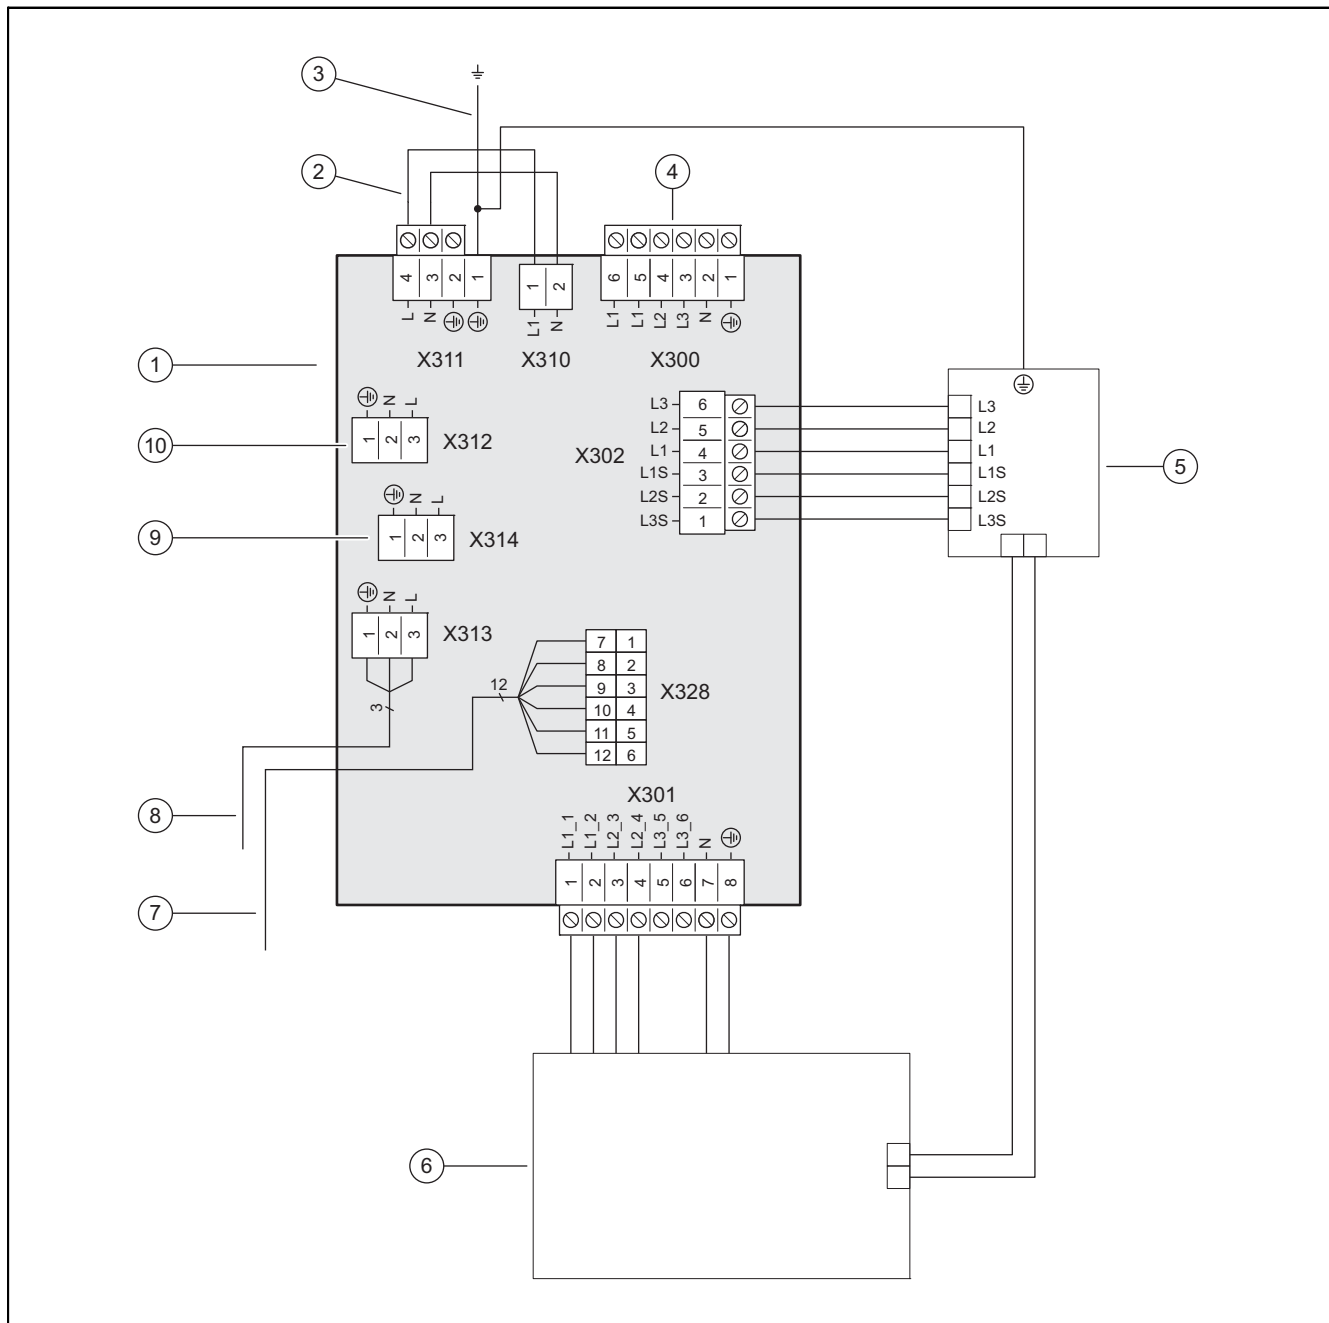 3
2
4
4 3 2 1
1 2
6 5 4 3 2 1
L N
L1 N
L1 L1 L2 L3 N
X311
X310
X300
1
N L
1 2 3
X312
10
L3 6
L2 5
L1 4
L1S 3
L2S 2
L3S 1
X302
L3
L2
L1
L1S
L2S
L3S
5
N L
1 2 3
X314
9
N L
1 2 3
X313
3
12
7 1
8 2
9 3
10 4
11 5
12 6
X328
8
7
X301
L1_1 L1_2 L2_3 L2_4 L3_5 L3_6 N
1 2 3 4 5 6 7 8
6